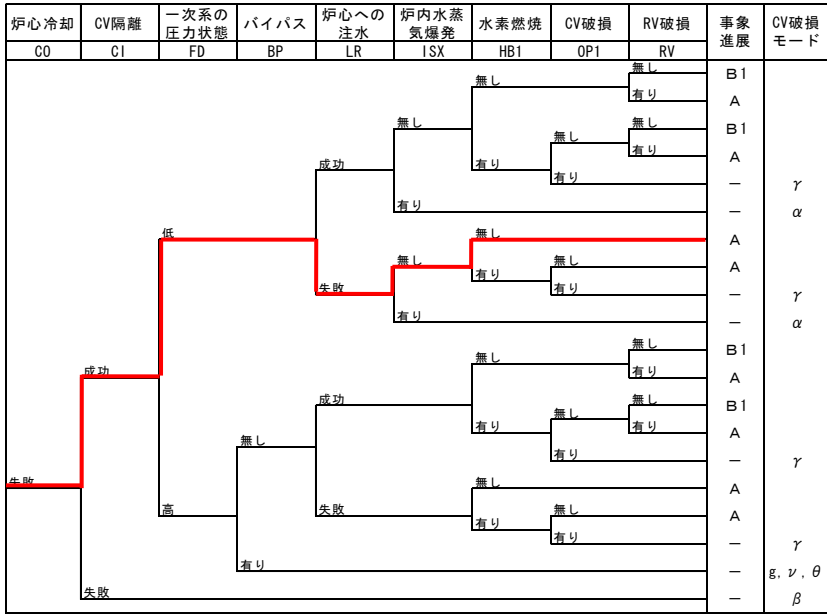 炉心冷却 CV隔離 一次系の圧力状態 バイパス 炉心への注水 炉内水蒸気爆発 水素燃焼 CV破損 RV破損 事象進展 CV破損モード
CO CI FD BP LR ISX HB1 OP1 RV
無し B1
無し
有り A
無し 無し B1
無し
有り A
成功 有り
有り － γ
有り － α
低 無し A
無し 無し A
有り
失敗 有り － γ
有り － α
無し B1
無し
成功 有り A
成功 無し B1
無し
有り 有り A
無し 有り － γ
失敗 無し A
高 失敗 無し A
有り
有り － γ
有り － g, ν, θ
失敗 － β